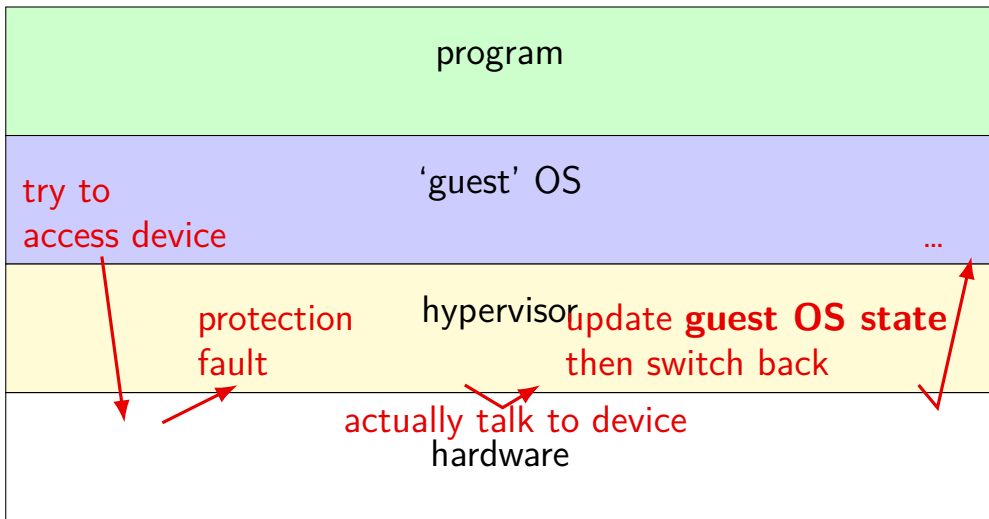 program
‘guest’ OS
try to
access device
...
hypervisor
protection
fault
update guest OS state
then switch back
actually talk to device
hardware